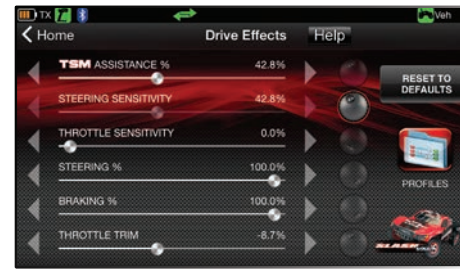 TX
Veh
Home
Drive Effects
Help
TSM ASSISTANCE % 42.8%
STEERING SENSITIVITY 42.8%
THROTTLE SENSITIVITY 0.0%
STEERING % 100.0%
BRAKING % 100.0%
THROTTLE TRIM -8.7%
RESET TO
DEFAULTS
PROFILES
SLASH